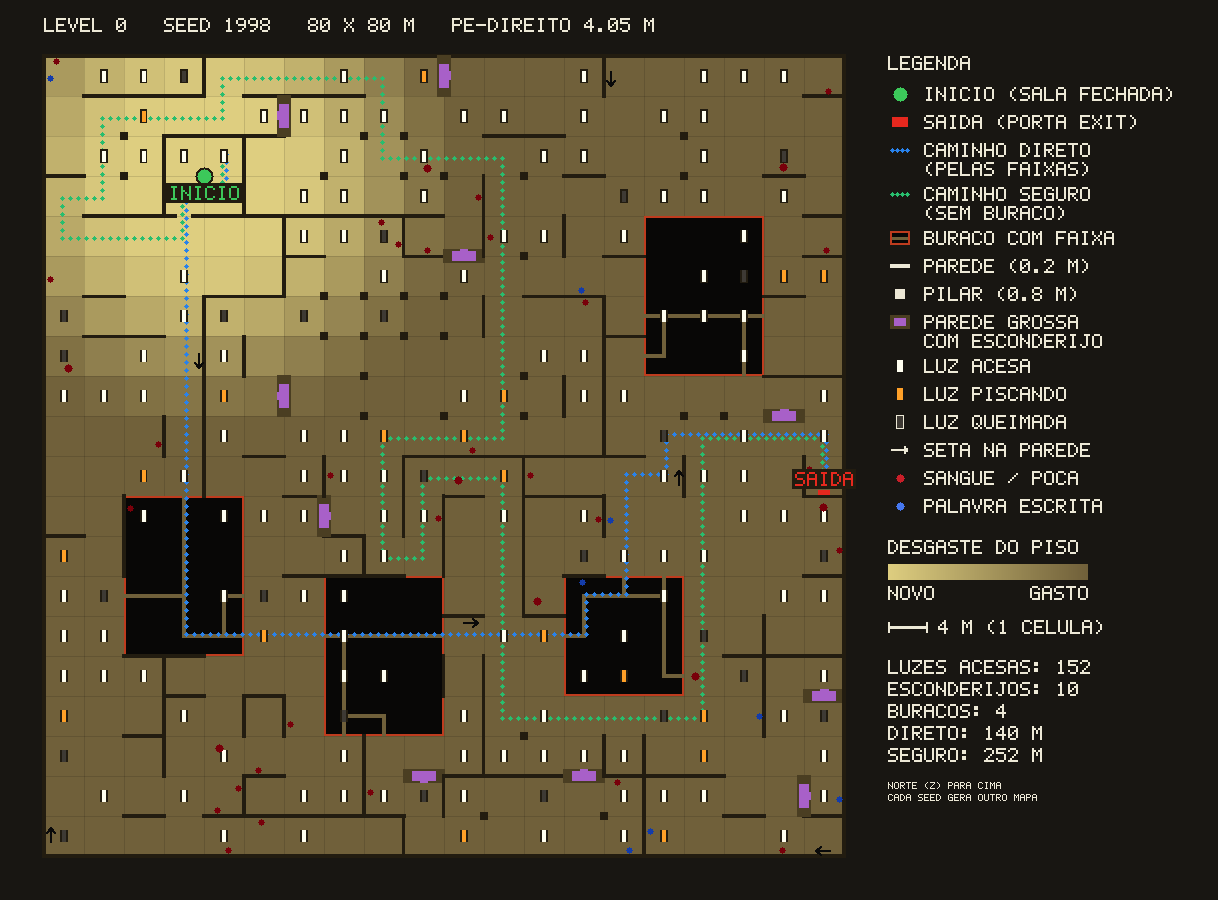 LEVEL 0   SEED 1998   80 X 80 M   PE-DIREITO 4.05 M
INICIO
SAIDA
LEGENDA
INICIO (SALA FECHADA)
SAIDA (PORTA EXIT)
CAMINHO DIRETO
(PELAS FAIXAS)
CAMINHO SEGURO
(SEM BURACO)
BURACO COM FAIXA
PAREDE (0.2 M)
PILAR (0.8 M)
PAREDE GROSSA
COM ESCONDERIJO
LUZ ACESA
LUZ PISCANDO
LUZ QUEIMADA
SETA NA PAREDE
SANGUE / POCA
PALAVRA ESCRITA
DESGASTE DO PISO
NOVO   GASTO
4 M (1 CELULA)
LUZES ACESAS: 152
ESCONDERIJOS: 10
BURACOS: 4
DIRETO: 140 M
SEGURO: 252 M
NORTE (Z) PARA CIMA
CADA SEED GERA OUTRO MAPA